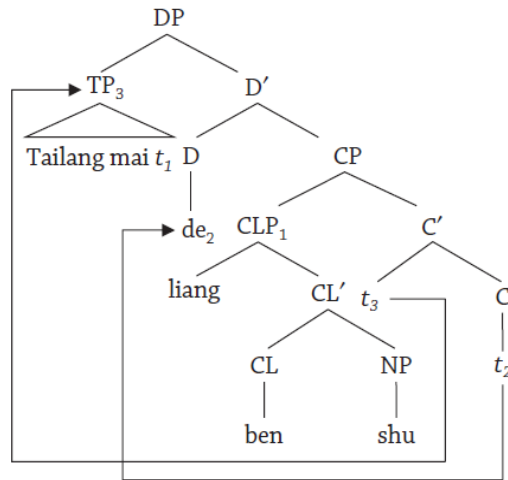 DP
TP₃ D′
Tailang mai t₁ D CP
de₂ CLP₁ C′
liang CL′ t₃ C
CL NP t₂
ben shu